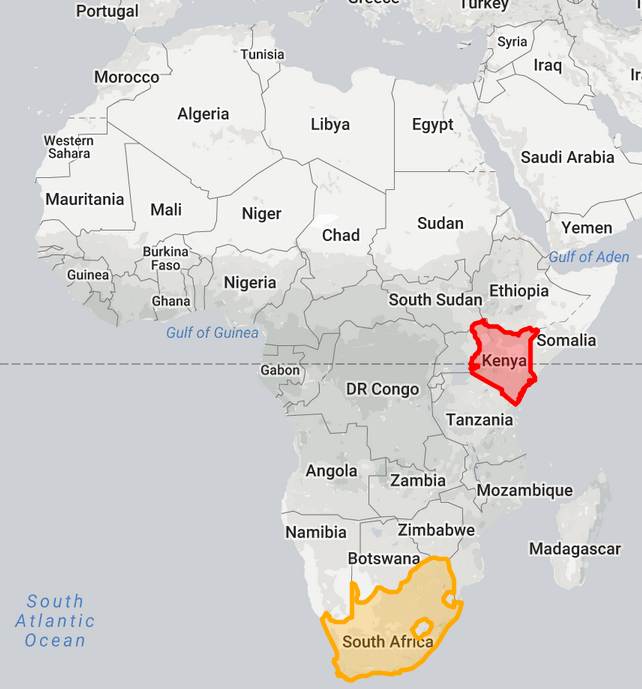 Portugal
Turkey
Syria
Tunisia
Iraq
Morocco
Algeria
Libya
Egypt
Western
Sahara
Saudi Arabia
Mauritania
Mali
Niger
Chad
Sudan
Yemen
Burkina
Faso
Gulf of Aden
Guinea
Nigeria
Ethiopia
Ghana
South Sudan
Gulf of Guinea
Somalia
Kenya
Gabon
DR Congo
Tanzania
Angola
Zambia
Mozambique
Namibia
Zimbabwe
Madagascar
Botswana
South
Atlantic
Ocean
South Africa